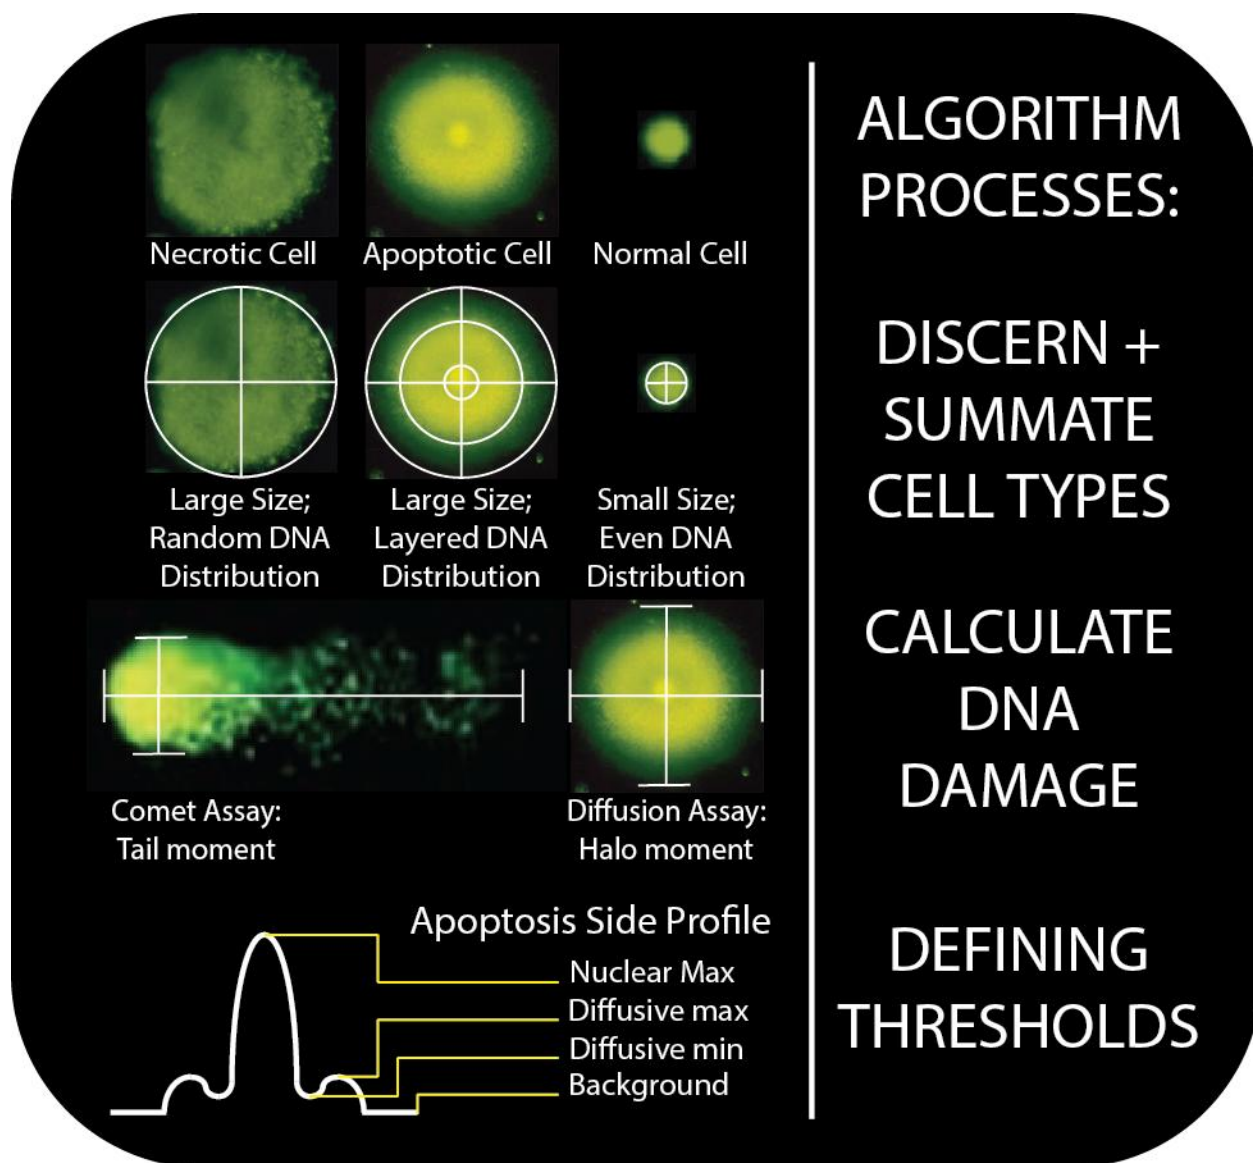 Necrotic Cell
Apoptotic Cell
Normal Cell
Large Size;
Random DNA
Distribution
Large Size;
Layered DNA
Distribution
Small Size;
Even DNA
Distribution
Comet Assay:
Tail moment
Diffusion Assay:
Halo moment
Apoptosis Side Profile
Nuclear Max
Diffusive max
Diffusive min
Background
ALGORITHM
PROCESSES:
DISCERN +
SUMMATE
CELL TYPES
CALCULATE
DNA
DAMAGE
DEFINING
THRESHOLDS